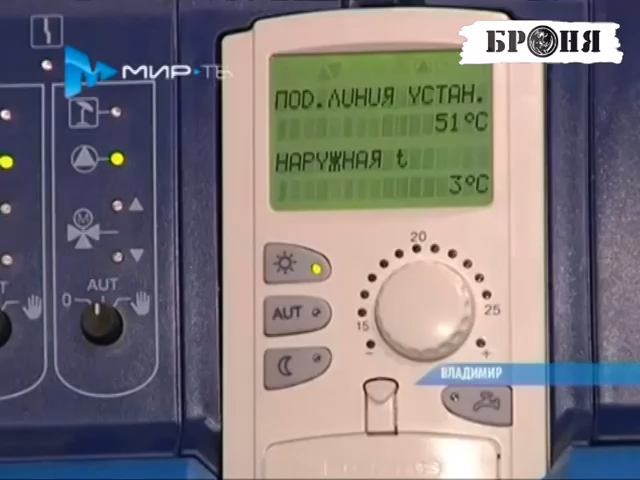 БРОНЯ
МИР-ТВ
ПОД.ЛИНИЯ УСТАН.
51°C
НАРУЖНАЯ t
3°C
M
AUT
0
AUT
20
15
25
-
+
ВЛАДИМИР